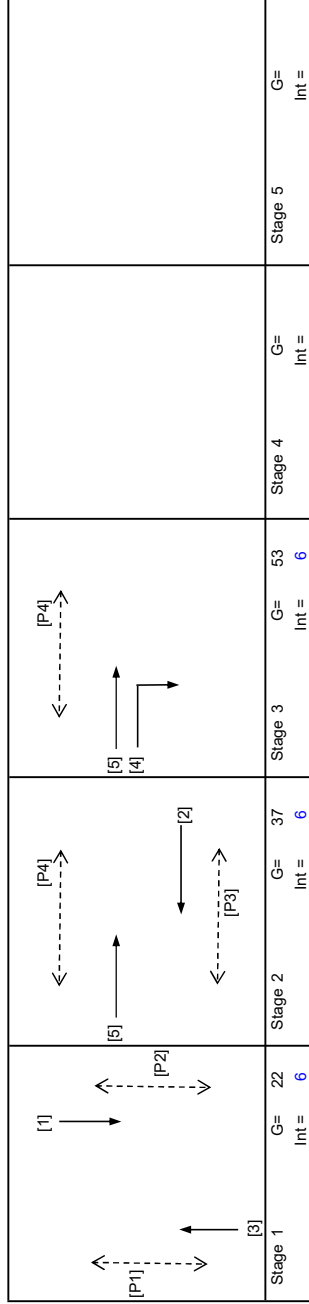 [1]
[P2]
[P1]
[3]
Stage 1 G= 22
Int = 6
[P4]
[5]
[2]
[P3]
Stage 2 G= 37
Int = 6
[P4]
[5]
[4]
Stage 3 G= 53
Int = 6
Stage 4 G=
Int =
Stage 5 G=
Int =